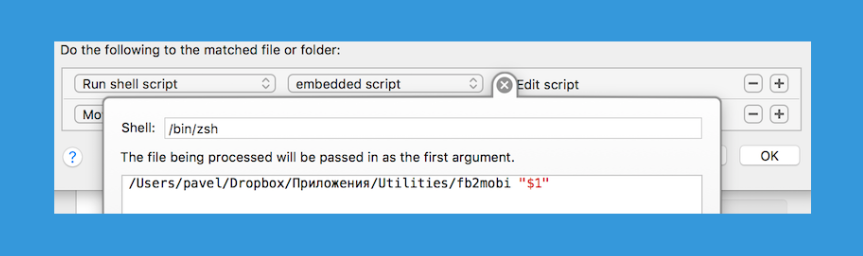 Do the following to the matched file or folder:
Run shell script embedded script Edit script
Mo
Shell: /bin/zsh
The file being processed will be passed in as the first argument.
? OK
/Users/pavel/Dropbox/Приложения/Utilities/fb2mobi "$1"